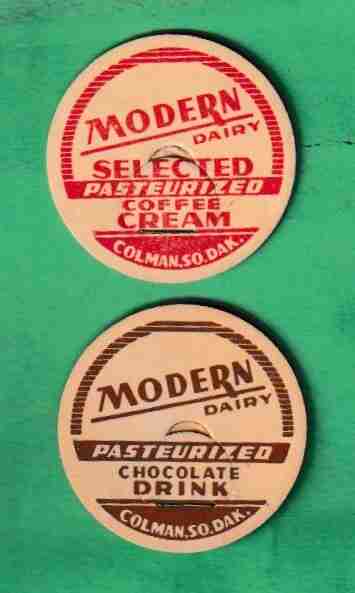 MODERN
DAIRY
SELECTED
PASTEURIZED
COFFEE
CREAM
COLMAN, SO. DAK.
MODERN
DAIRY
PASTEURIZED
CHOCOLATE
DRINK
COLMAN, SO. DAK.